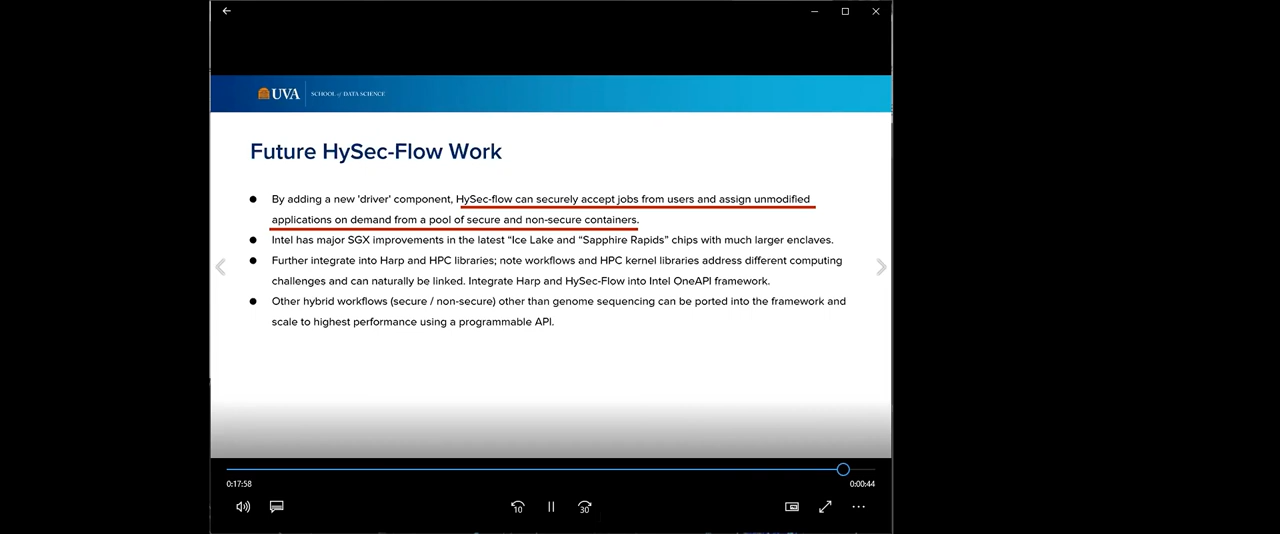 UVA SCHOOL of DATA SCIENCE
Future HySec-Flow Work
By adding a new 'driver' component, HySec-flow can securely accept jobs from users and assign unmodified
applications on demand from a pool of secure and non-secure containers.
Intel has major SGX improvements in the latest “Ice Lake and “Sapphire Rapids” chips with much larger enclaves.
Further integrate into Harp and HPC libraries; note workflows and HPC kernel libraries address different computing
challenges and can naturally be linked. Integrate Harp and HySec-Flow into Intel OneAPI framework.
Other hybrid workflows (secure / non-secure) other than genome sequencing can be ported into the framework and
scale to highest performance using a programmable API.
0:17:58
0:00:44
10
30